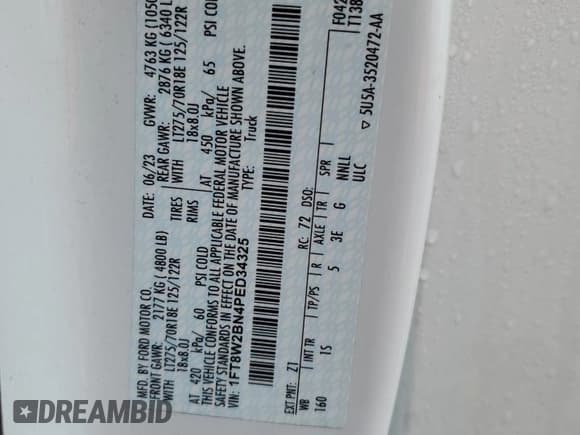 MFD. BY FORD MOTOR CO.
DATE: 06/23 GVWR: 4763 KG (1050
FRONT GAWR: 2177 KG (4800 LB) REAR GAWR: 2876 KG (6340 L
WITH TIRES WITH
LT275/70R18E 125/122R LT275/70R18E 125/122R
18x8.0J RIMS 18x8.0J
AT 420 kPa/ 60 PSI COLD AT 450 kPa/ 65 PSI COLD
THIS VEHICLE CONFORMS TO ALL APPLICABLE FEDERAL MOTOR VEHICLE
SAFETY STANDARDS IN EFFECT ON THE DATE OF MANUFACTURE SHOWN ABOVE.
VIN: 1FT8W2BN4PED34325 TYPE: Truck
EXT PNT: Z1 RC: 72 DSO: F042
WB INT TR TP/PS R AXLE TR SPR T138
160 1S 5 3E G NNLL
ULC
▽ 5U5A-3520472-AA
DREAMBID